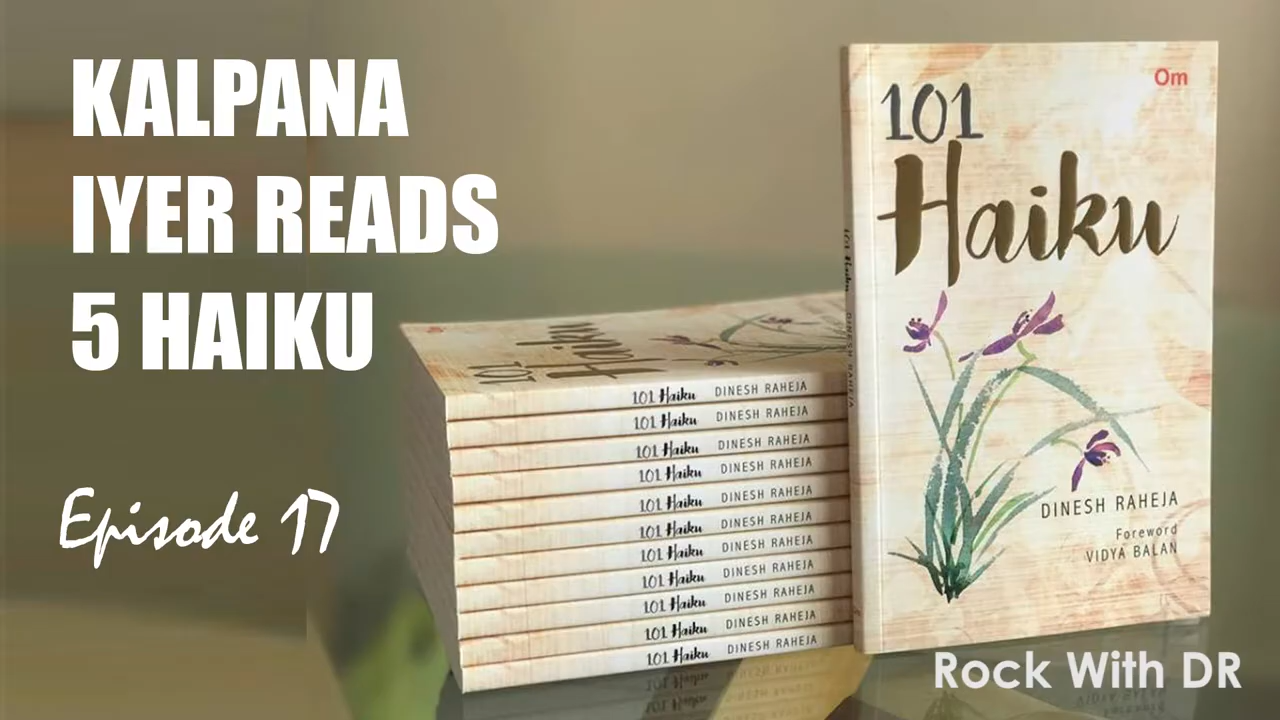 KALPANA
IYER READS
5 HAIKU
Episode 17
Om
101
Haiku
DINESH RAHEJA
Foreword
VIDYA BALAN
101 Haiku DINESH RAHEJA
101 Haiku
101 Haiku DINESH RAHEJA
101 Haiku DINESH RAHEJA
101 Haiku DINESH RAHEJA
101 Haiku DINESH RAHEJA
101 Haiku DINESH RAHEJA
101 Haiku DINESH RAHEJA
101 Haiku DINESH RAHEJA
101 Haiku DINESH RAHEJA
101 Haiku DINESH RAHEJA
101 Haiku DINESH RAHEJA
101 Haiku DINESH RAHEJA
Rock With DR